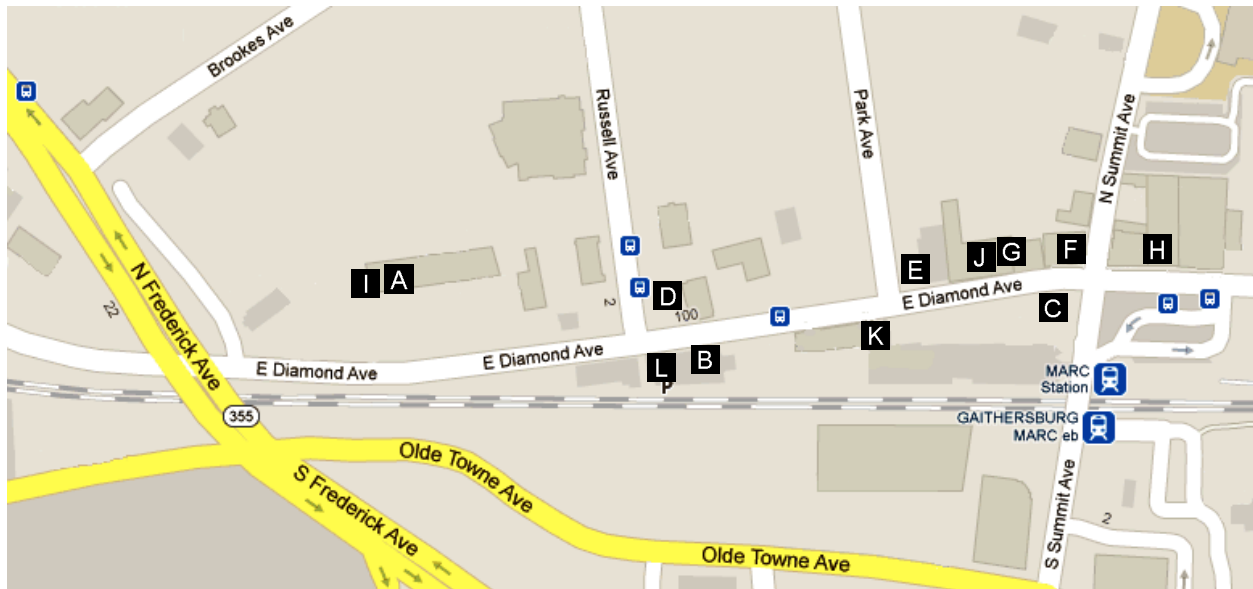 Brookes Ave
Russell Ave
Park Ave
N Summit Ave
I
A
D
E
J
G
F
H
N Frederick Ave
22
2
100
E Diamond Ave
C
K
E Diamond Ave
E Diamond Ave
L
B
P
MARC
Station
355
GAITHERSBURG
MARC eb
Olde Towne Ave
S Frederick Ave
S Summit Ave
2
Olde Towne Ave